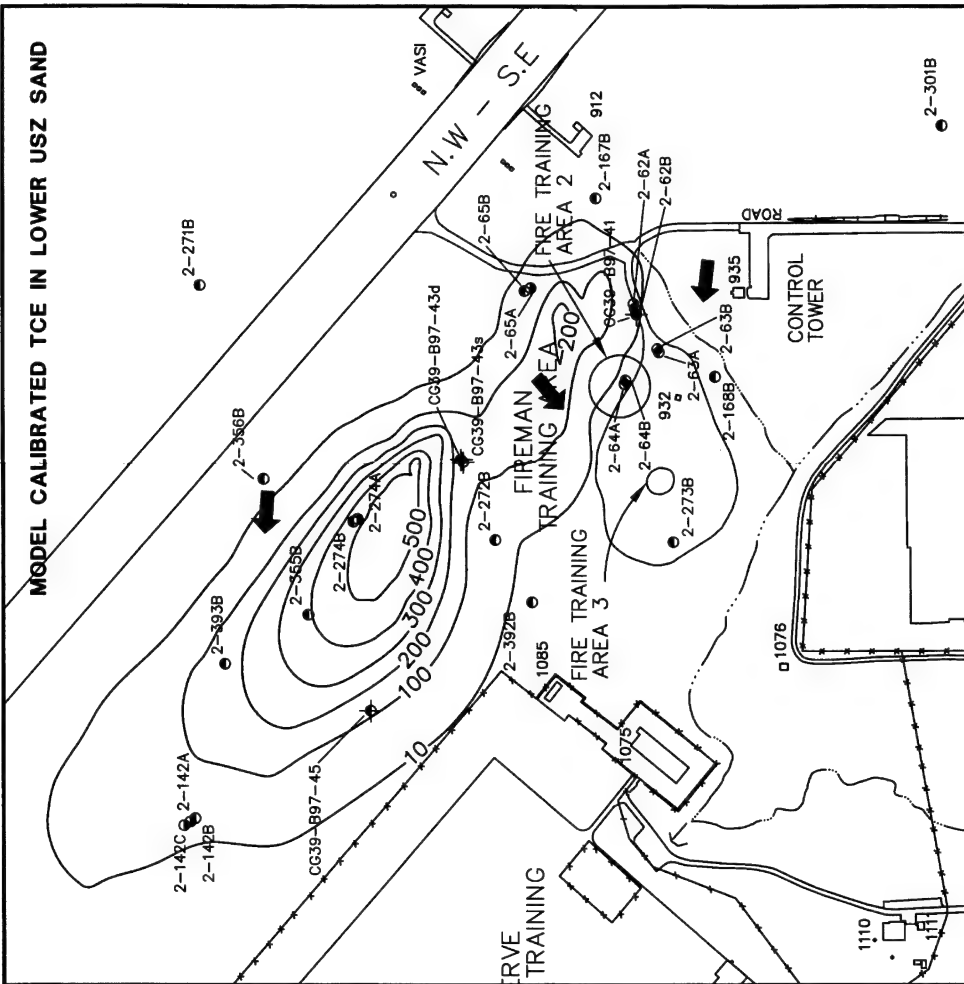 MODEL CALIBRATED TCE IN LOWER USZ SAND
VASI
N.W - S.E
912
2-301B
2-167B
FIRE TRAINING
AREA 2
2-62A
2-62B
2-271B
2-65B
CG39-B97-41
ROAD
2-65A
200
935
CONTROL
TOWER
CG39-B97-43d
CG39-B97-43s
2-63B
2-63A
2-356B
FIREMAN
TRAINING AREA
932
2-168B
2-64A
2-64B
2-274A
2-274B
2-272B
2-273B
500
400
300
200
100
10
2-355B
2-393B
2-392B
FIRE TRAINING
AREA 3
1085
1076
1075
CG39-B97-45
2-142A
2-142C
2-142B
ERVE
TRAINING
1110